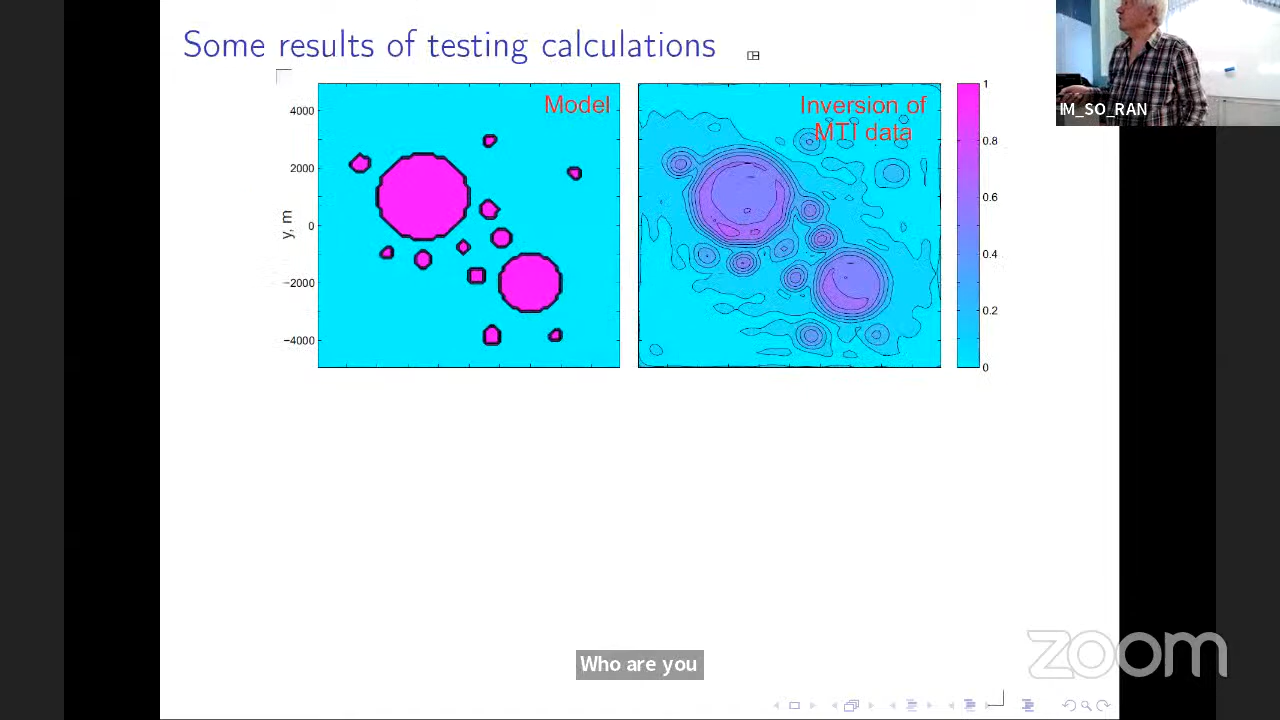 Some results of testing calculations
IM_SO_RAN
Model
Inversion of
MTI data
y, m
4000
2000
0
−2000
−4000
1
0.8
0.6
0.4
0.2
0
zoom
Who are you